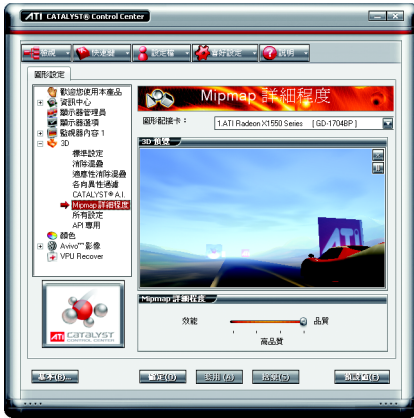 ATI CATALYST® Control Center
檢視 快速鍵 設定檔 喜好設定 說明
圖形設定
歡迎您使用本產品
資訊中心
顯示器管理員
顯示器選項
監視器內容 1
3D
標準設定
消除溫疊
適應性消除溫疊
各向異性過濾
CATALYST® A.I.
Mipmap 詳細程度
所有設定
API 專用
顏色
Avivo™ 影像
VPU Recover
Mipmap 詳細程度
圖形配接卡：
1.ATI Radeon X1550 Series [ GD-1704BP ]
3D 預覽
ATI
Mipmap 詳細程度
效能 品質
高品質
ATI CATALYST
CONTROL CENTER
基本(B)... 確定(O) 套用(A) 捨棄(S) 預設值(F)